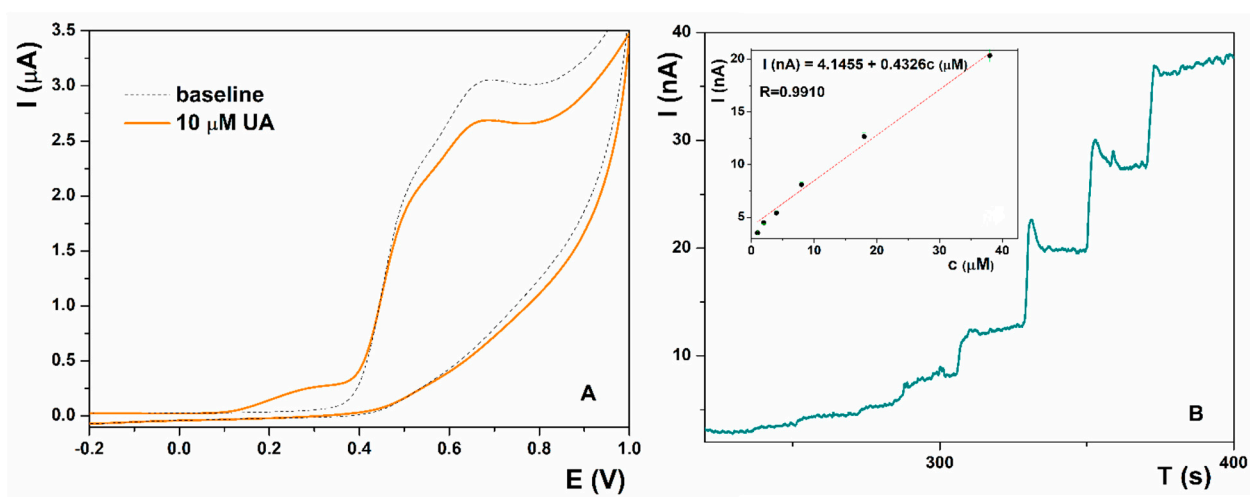 I (μA)
3.5
3.0
2.5
2.0
1.5
1.0
0.5
0.0
baseline
10 μM UA
A
-0.2 0.0 0.2 0.4 0.6 0.8 1.0
E (V)
I (nA)
40
30
20
10
I (nA)
20
15
10
5
I (nA) = 4.1455 + 0.4326c (μM)
R=0.9910
0 10 20 30 40
c (μM)
B
300 400
T (s)